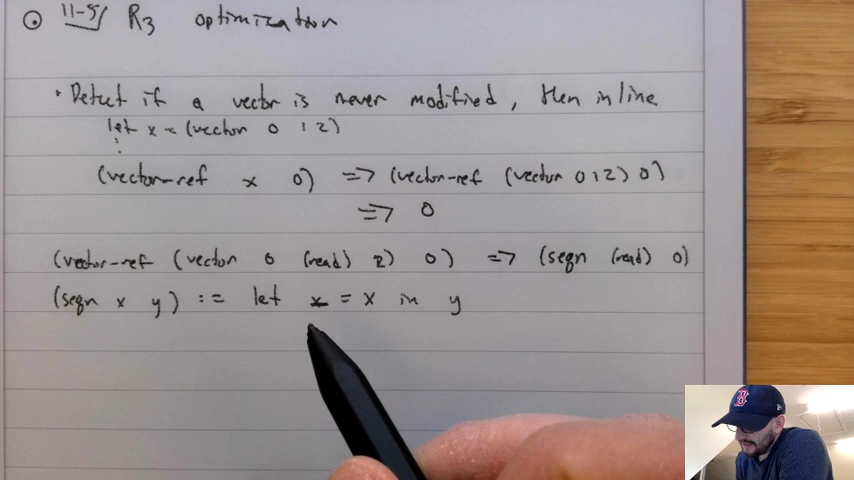 ⊙ 11-5/ R3 optimization
• Detect if a vector is never modified, then inline
let x = (vector 0 1 2)
⋮
(vector-ref x 0) => (vector-ref (vector 0 1 2) 0)
=> 0
(vector-ref (vector 0 (read) 2) 0) => (seqn (read) 0)
(seqn x y) := let _ = x in y
B